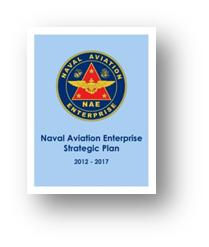 NAVAL AVIATION
NAE
ENTERPRISE
Naval Aviation Enterprise
Strategic Plan
2012 - 2017